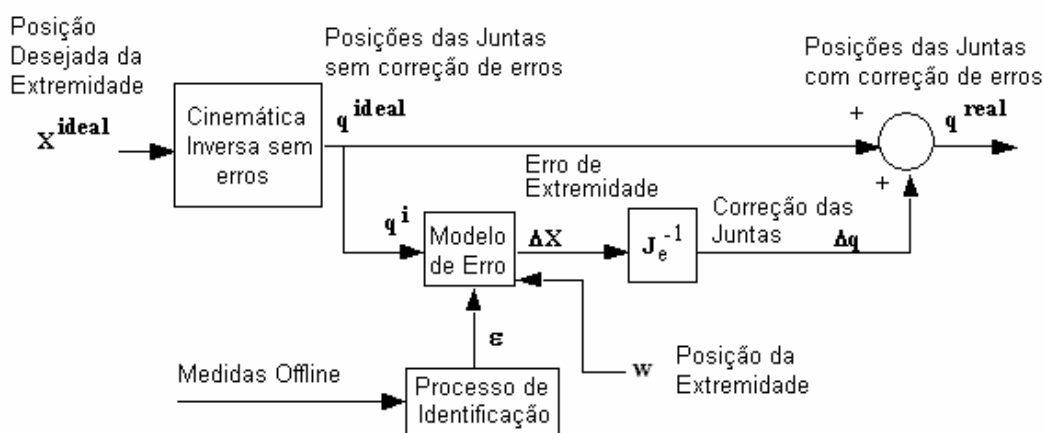 Posição
Desejada da
Extremidade
X ideal
Cinemática
Inversa sem
erros
Posições das Juntas
sem correção de erros
q ideal
Posições das Juntas
com correção de erros
+
q real
+
Erro de
Extremidade
q i
Modelo
de Erro
ΔX
J e -1
Correção das
Juntas
Δq
ε
Medidas Offline
Processo de
Identificação
w
Posição da
Extremidade